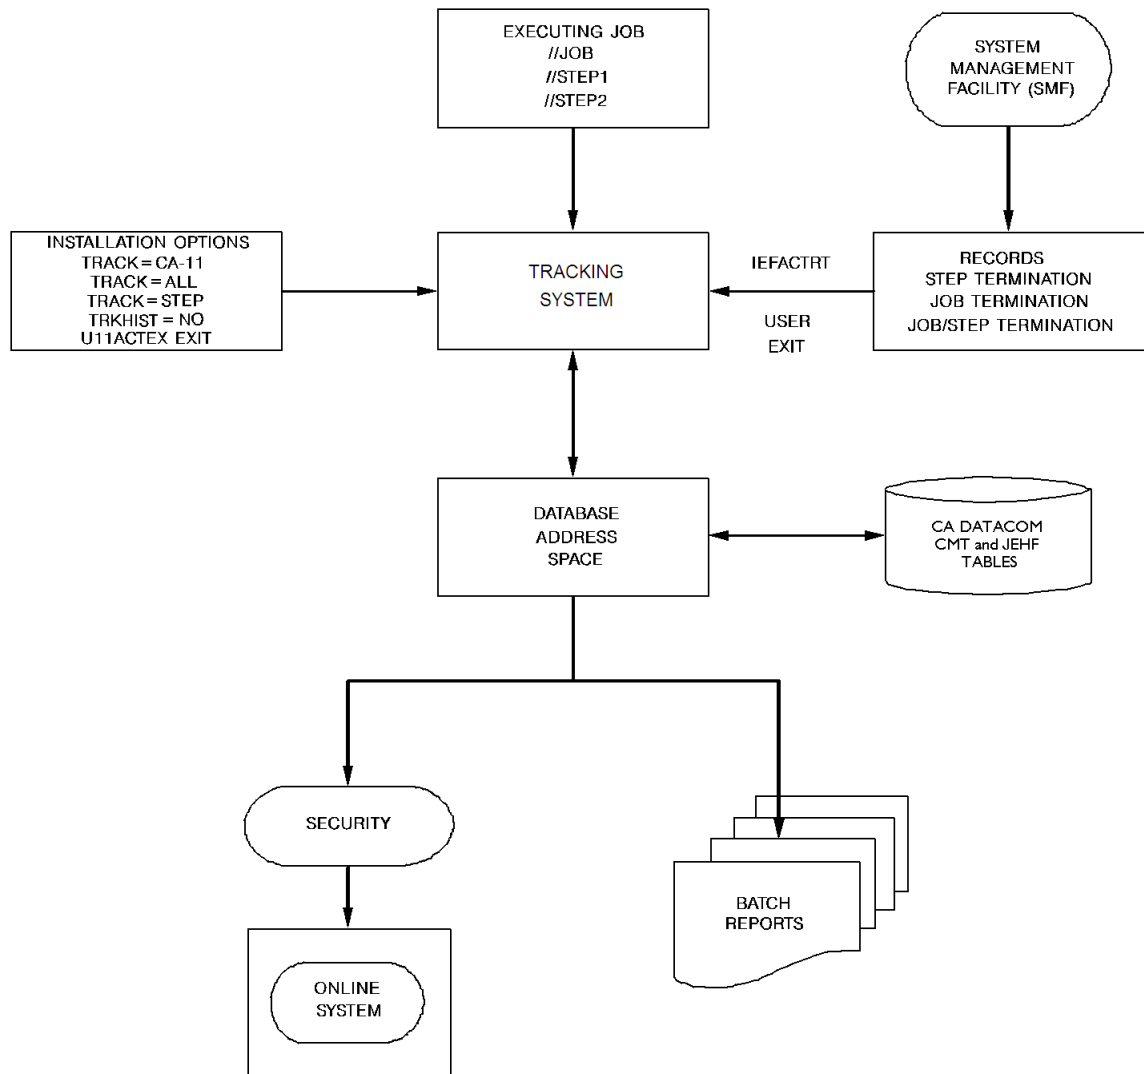 EXECUTING JOB
//JOB
//STEP1
//STEP2
SYSTEM
MANAGEMENT
FACILITY (SMF)
INSTALLATION OPTIONS
TRACK = CA-11
TRACK = ALL
TRACK = STEP
TRKHIST = NO
U11ACTEX EXIT
TRACKING
SYSTEM
IEFACTRT
USER
EXIT
RECORDS
STEP TERMINATION
JOB TERMINATION
JOB/STEP TERMINATION
DATABASE
ADDRESS
SPACE
CA DATACOM
CMT and JEHF
TABLES
SECURITY
BATCH
REPORTS
ONLINE
SYSTEM